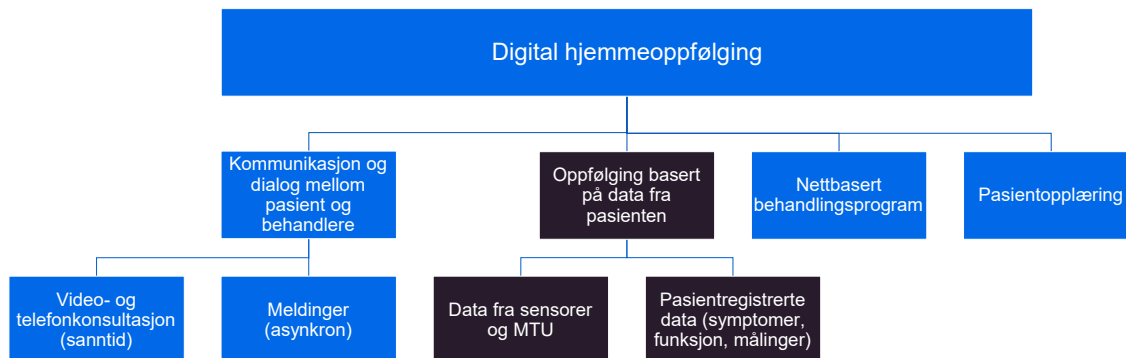 Digital hjemmeoppfølging
Kommunikasjon og
dialog mellom
pasient og
behandlere
Oppfølging basert
på data fra
pasienten
Nettbasert
behandlingsprogram
Pasientopplæring
Video- og
telefonkonsultasjon
(sanntid)
Meldinger
(asynkron)
Data fra sensorer
og MTU
Pasientregistrerte
data (symptomer,
funksjon, målinger)